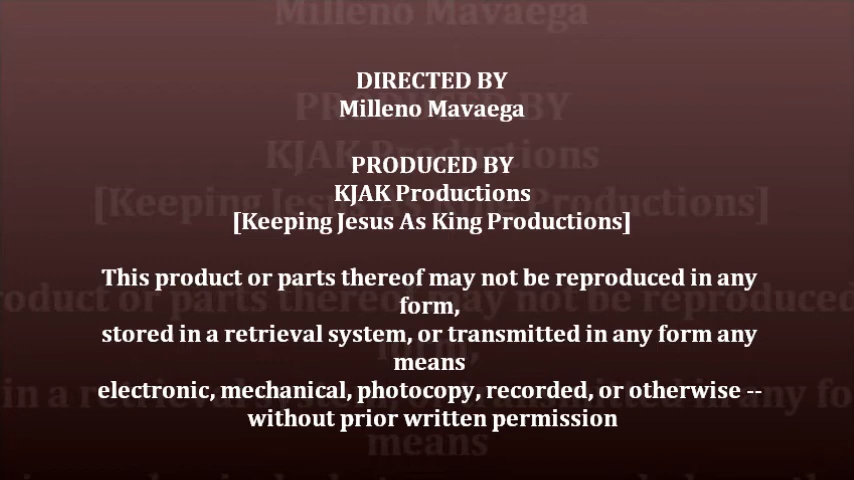 Milleno Mavaega
DIRECTED BY
Milleno Mavaega
PRODUCED BY
KJAK Productions
[Keeping Jesus As King Productions]
This product or parts thereof may not be reproduced in any
form,
stored in a retrieval system, or transmitted in any form any
means
electronic, mechanical, photocopy, recorded, or otherwise --
without prior written permission